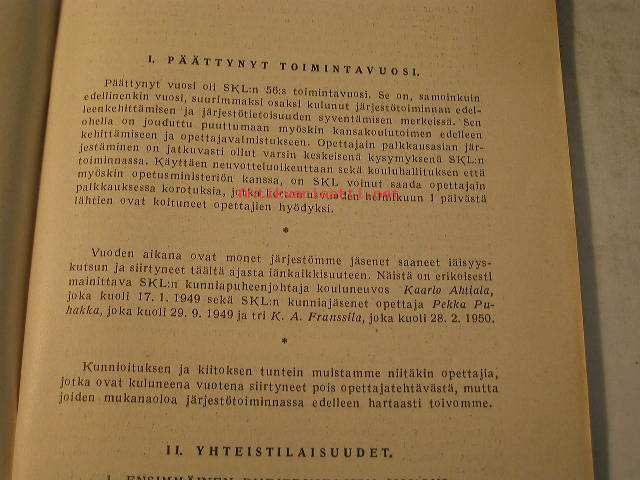 I. PÄÄTTYNYT TOIMINTAVUOSI.
Päättynyt vuosi oli SKL:n 56:s toimintavuosi. Se on, samoinkuin
edellinenkin vuosi, suurimmaksi osaksi kulunut järjestötoiminnan edel-
leenkehittämisen ja järjestötietoisuuden syventämisen merkeissä. Sen
ohella on jouduttu puuttumaan myöskin kansakoulutoimen edelleen
kehittämiseen ja opettajavalmistukseen. Opettajain palkkausasian jär-
jestäminen on jatkuvasti ollut varsin keskeisenä kysymyksenä SKL:n
toiminnassa. Käyttäen neuvotteluoikeuttaan sekä kouluhallituksen että
myöskin opetusministeriön kanssa, on SKL voinut saada opettajain
palkkauksessa korotuksia, jotka vuoden helmikuun 1 päivästä
lähtien ovat koituneet opettajien hyödyksi.
*
Vuoden aikana ovat monet järjestömme jäsenet saaneet iäisyys-
kutsun ja siirtyneet täältä ajasta iänkaikkisuuteen. Näistä on erikoisesti
mainittava SKL:n kunniapuheenjohtaja kouluneuvos Kaarlo Ahtiala,
joka kuoli 17. 1. 1949 sekä SKL:n kunniajäsenet opettaja Pekka Pu-
hakka, joka kuoli 29. 9. 1949 ja tri K. A. Franssila, joka kuoli 28. 2. 1950.
*
Kunnioituksen ja kiitoksen tuntein muistamme niitäkin opettajia,
jotka ovat kuluneena vuotena siirtyneet pois opettajatehtävästä, mutta
joiden mukanaoloa järjestötoiminnassa edelleen hartaasti toivomme.
II. YHTEISTILAISUUDET.
1. ENSIMMÄINEN